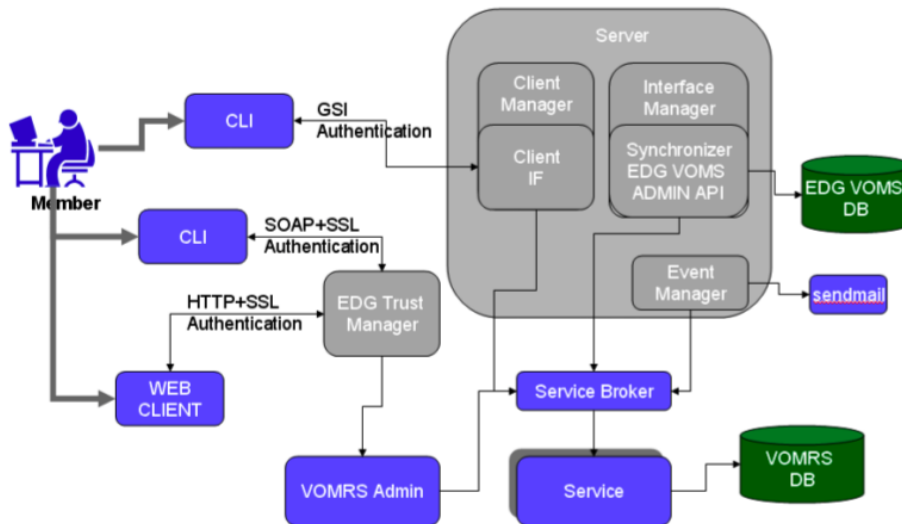 Server
Client
Manager
Interface
Manager
CLI
GSI
Authentication
Client
IF
Synchronizer
EDG VOMS
ADMIN API
EDG VOMS
DB
Member
CLI
SOAP+SSL
Authentication
Event
Manager
sendmail
HTTP+SSL
Authentication
EDG Trust
Manager
WEB
CLIENT
Service Broker
VOMRS Admin
Service
VOMRS
DB